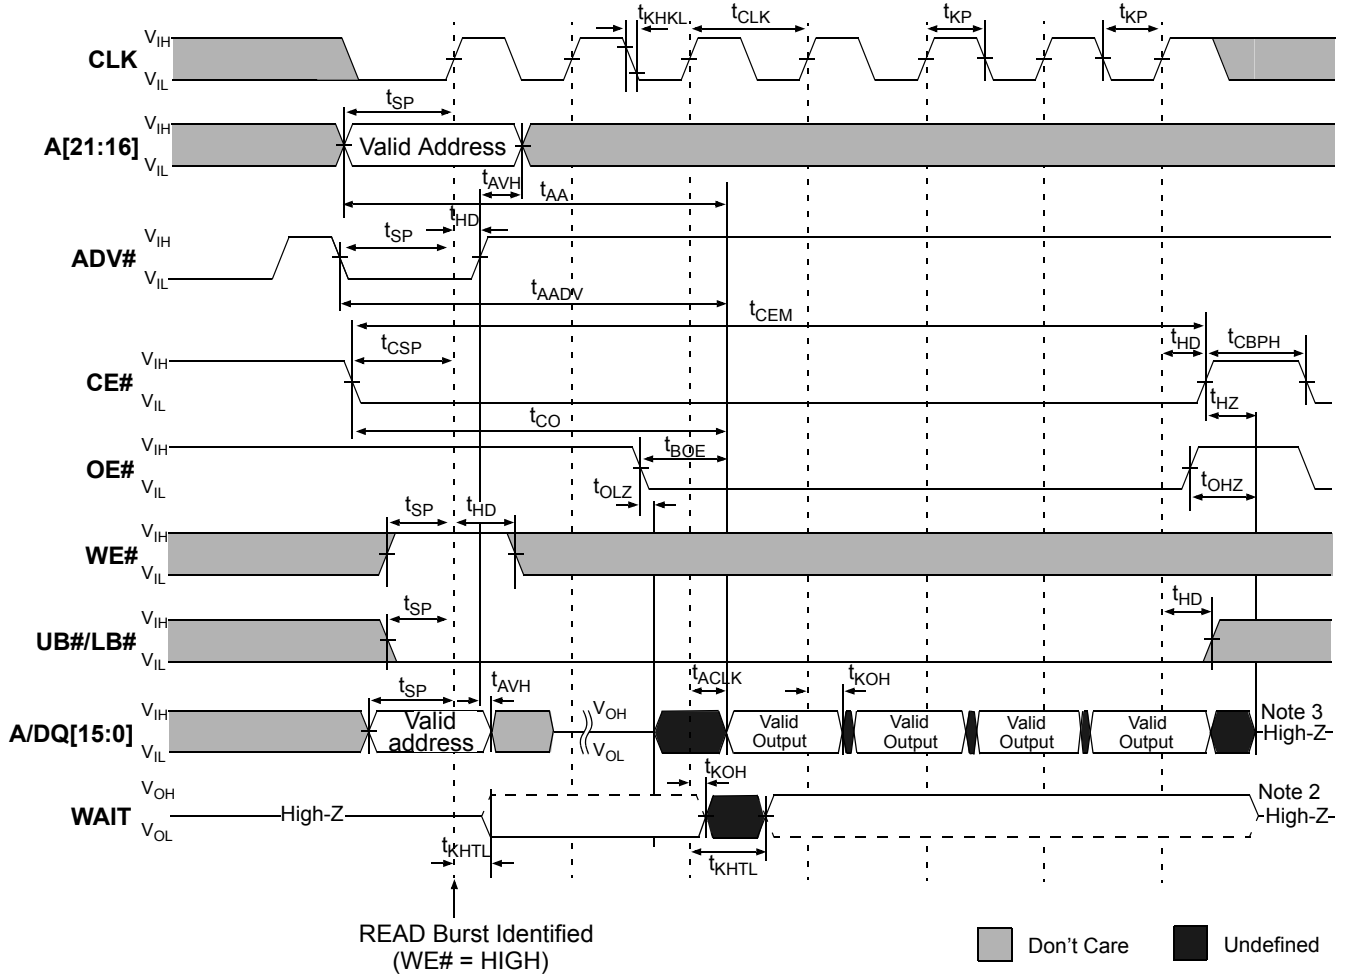 tKHKL tCLK tKP tKP
CLK VIH VIL
tSP
A[21:16] VIH VIL Valid Address
tAVH tAA
tHD
ADV# VIH VIL tSP
tAADV
tCEM
tCSP tHD tCBPH
CE# VIH VIL
tHZ
tCO
OE# VIH VIL tBOE
tOLZ tOHZ
tSP tHD
WE# VIH VIL
tSP tHD
UB#/LB# VIH VIL
tSP tAVH tACLK tKOH
A/DQ[15:0] VIH VIL
Valid address
VOH VOL
Valid Output
Valid Output
Valid Output
Valid Output
Note 3
High-Z
tKOH
WAIT VOH VOL
High-Z
Note 2
High-Z
tKHTL tKHTL
READ Burst Identified
(WE# = HIGH)
Don't Care Undefined